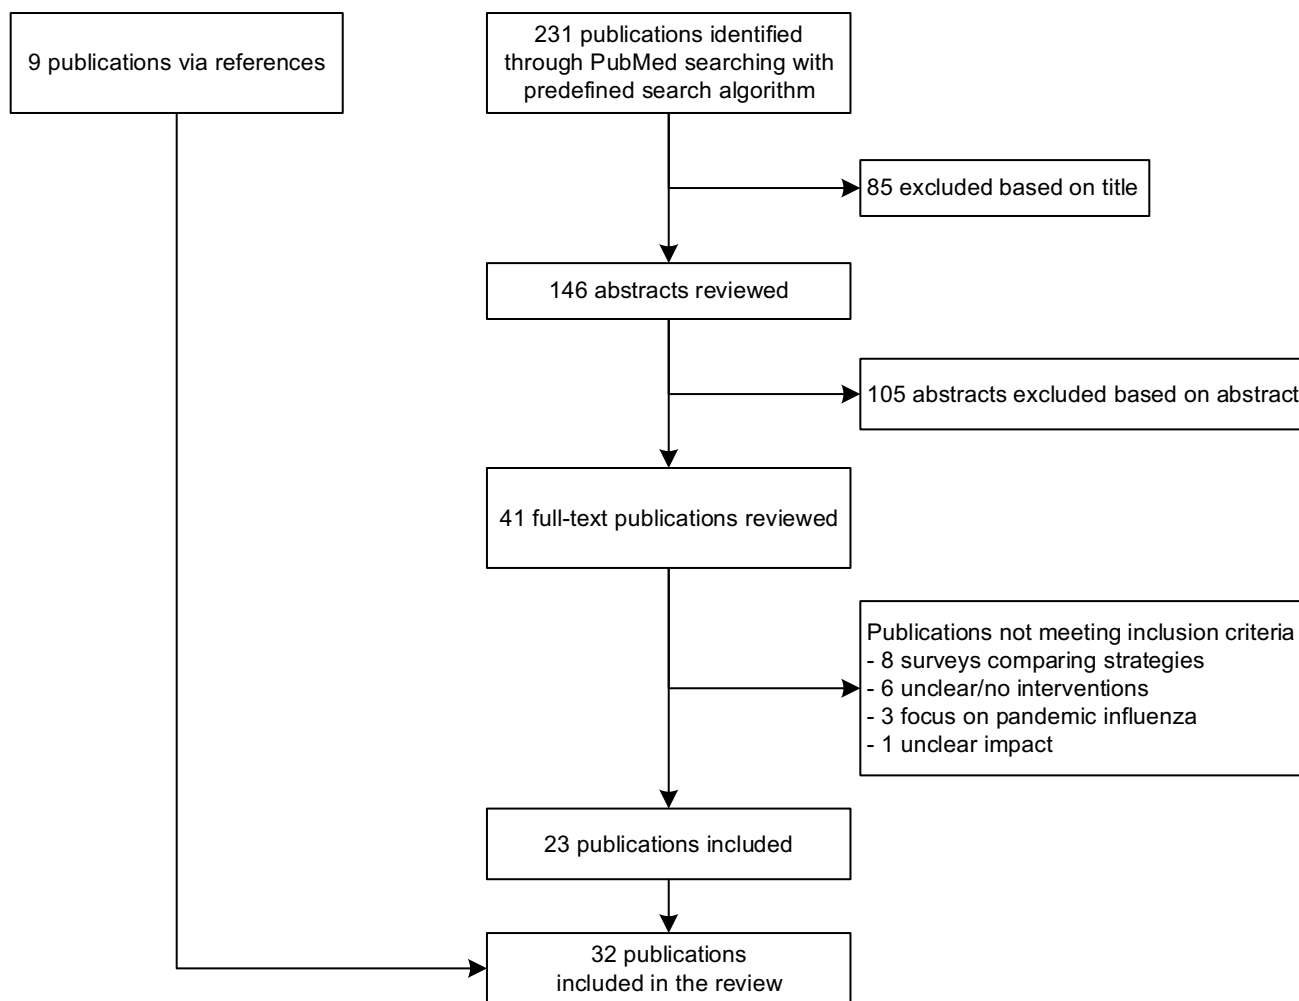 9 publications via references
231 publications identified
through PubMed searching with
predefined search algorithm
85 excluded based on title
146 abstracts reviewed
105 abstracts excluded based on abstract
41 full-text publications reviewed
Publications not meeting inclusion criteria
- 8 surveys comparing strategies
- 6 unclear/no interventions
- 3 focus on pandemic influenza
- 1 unclear impact
23 publications included
32 publications
included in the review